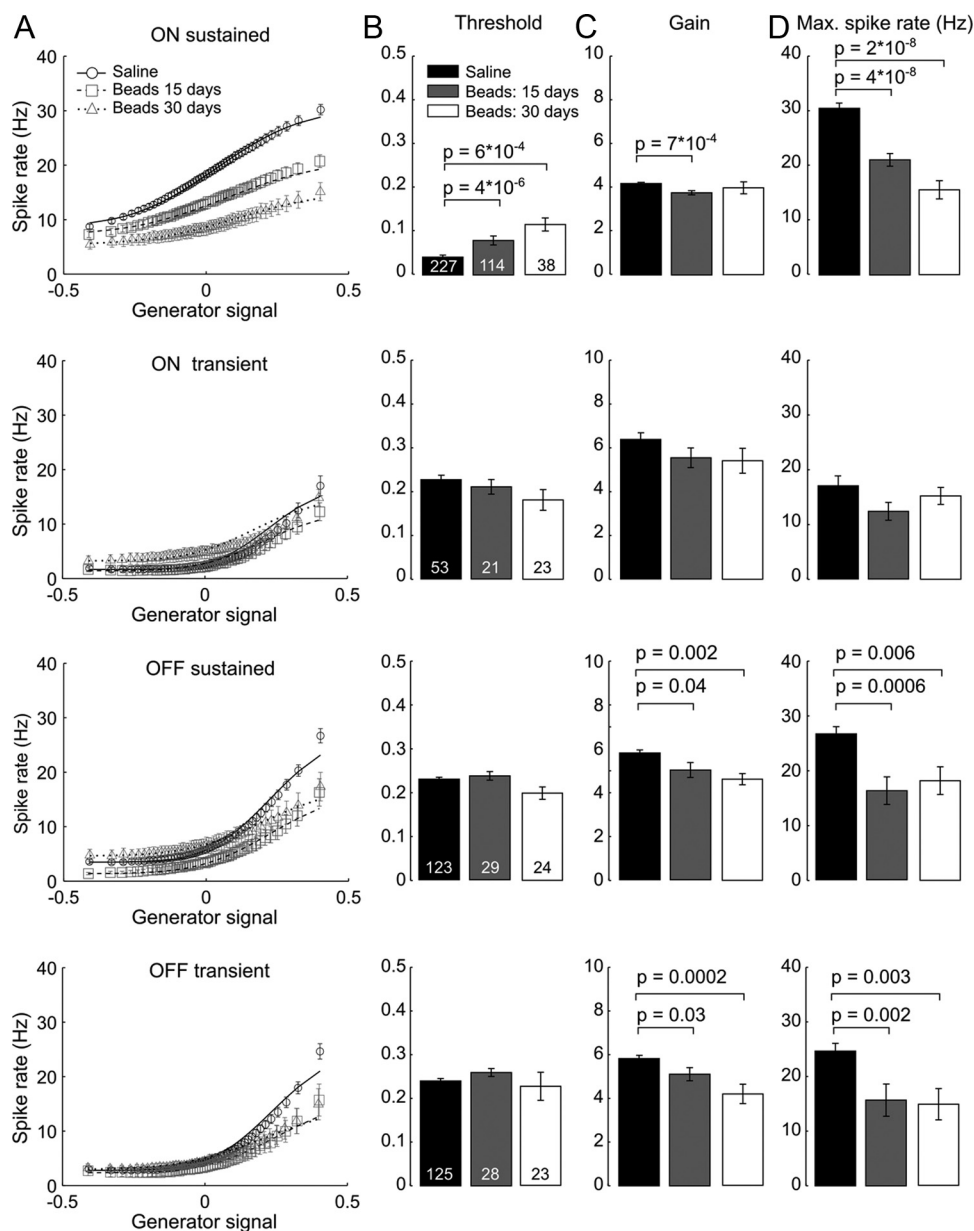 A
B
C
D
ON sustained
Threshold
Gain
Max. spike rate (Hz)
Spike rate (Hz)
40
30
20
10
0
-0.5
0
0.5
Generator signal
Saline
Beads 15 days
Beads 30 days
0.5
0.4
0.3
0.2
0.1
0
Saline
Beads: 15 days
Beads: 30 days
p = 6*10-4
p = 4*10-6
227
114
38
10
8
6
4
2
0
p = 7*10-4
40
30
20
10
0
p = 2*10-8
p = 4*10-8
ON transient
Spike rate (Hz)
40
30
20
10
0
-0.5
0
0.5
Generator signal
0.5
0.4
0.3
0.2
0.1
0
53
21
23
10
8
6
4
2
0
40
30
20
10
0
OFF sustained
Spike rate (Hz)
40
30
20
10
0
-0.5
0
0.5
Generator signal
0.5
0.4
0.3
0.2
0.1
0
123
29
24
10
8
6
4
2
0
p = 0.002
p = 0.04
40
30
20
10
0
p = 0.006
p = 0.0006
OFF transient
Spike rate (Hz)
40
30
20
10
0
-0.5
0
0.5
Generator signal
0.5
0.4
0.3
0.2
0.1
0
125
28
23
10
8
6
4
2
0
p = 0.0002
p = 0.03
40
30
20
10
0
p = 0.003
p = 0.002